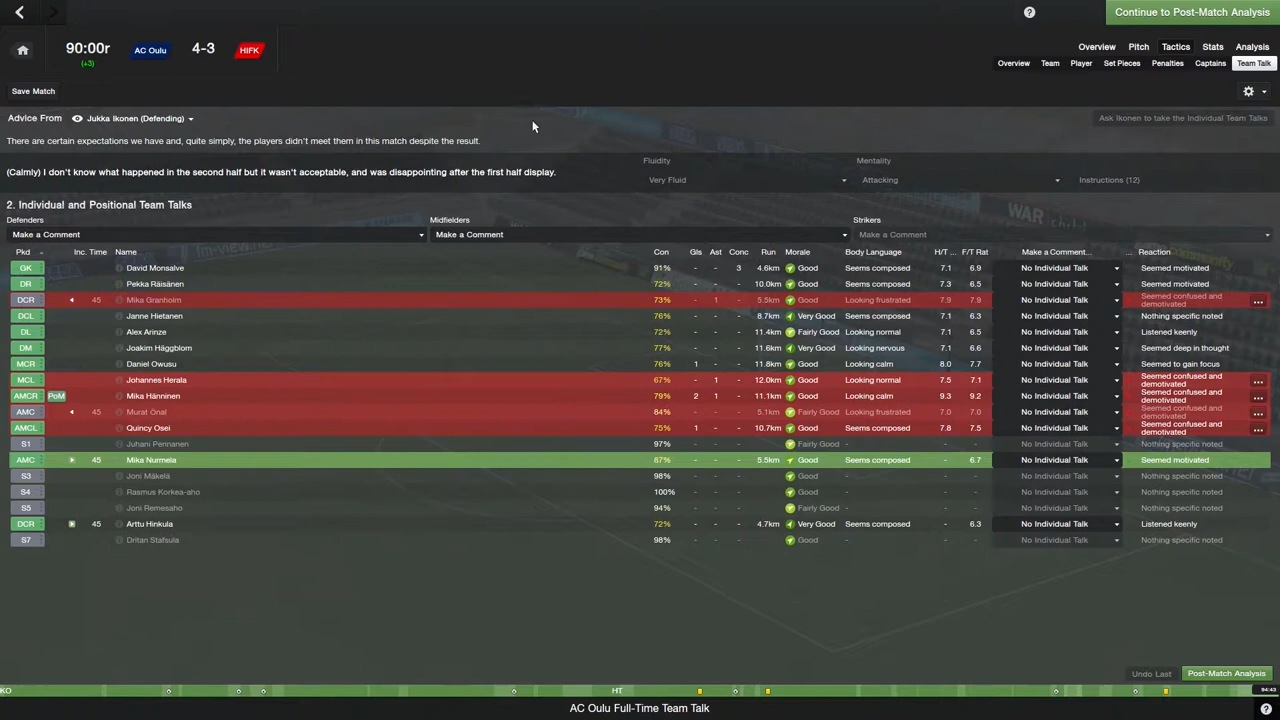 Continue to Post-Match Analysis
90:00r
(+3)
AC Oulu
4-3
HIFK
Overview Pitch Tactics Stats Analysis
Overview Team Player Set Pieces Penalties Captains Team Talk
Save Match
Advice From Jukka Ikonen (Defending)
Ask Ikonen to take the Individual Team Talks
There are certain expectations we have and, quite simply, the players didn't meet them in this match despite the result.
(Calmly) I don't know what happened in the second half but it wasn't acceptable, and was disappointing after the first half display.
Fluidity Mentality
Very Fluid Attacking Instructions (12)
2. Individual and Positional Team Talks
Defenders Midfielders Strikers
Make a Comment Make a Comment Make a Comment
Pkd Inc. Time Name Con Gls Ast Conc Run Morale Body Language H/T ... F/T Rat Make a Comment... ... Reaction
GK David Monsalve 91% - - 3 4.6km Good Seems composed 7.1 6.9 No Individual Talk Seemed motivated
DR Pekka Räisänen 72% - - - 10.0km Good Seems composed 7.3 6.5 No Individual Talk Seemed motivated
DCR 45 Mika Granholm 73% - 1 - 5.5km Good Looking frustrated 7.9 7.9 No Individual Talk Seemed confused and demotivated ...
DCL Janne Hietanen 76% - - - 8.7km Very Good Seems composed 7.1 6.3 No Individual Talk Nothing specific noted
DL Alex Arinze 72% - - - 11.4km Fairly Good Looking normal 7.1 6.5 No Individual Talk Listened keenly
DM Joakim Häggblom 77% - - - 11.6km Very Good Looking nervous 7.1 6.6 No Individual Talk Seemed deep in thought
MCR Daniel Owusu 76% 1 - - 11.8km Good Looking calm 8.0 7.7 No Individual Talk Seemed to gain focus
MCL Johannes Herala 67% - 1 - 12.0km Good Looking normal 7.5 7.1 No Individual Talk Seemed confused and demotivated ...
AMCR PoM Mika Hänninen 79% 2 1 - 11.1km Good Looking calm 9.3 9.2 No Individual Talk Seemed confused and demotivated ...
AMC 45 Murat Önal 84% - - - 5.1km Fairly Good Looking frustrated 7.0 7.0 No Individual Talk Seemed confused and demotivated ...
AMCL Quincy Osei 75% 1 - - 10.7km Good Looking calm 7.8 7.5 No Individual Talk Seemed confused and demotivated ...
S1 Juhani Pennanen 97% - - - - Fairly Good - - - No Individual Talk Nothing specific noted
AMC 45 Mika Nurmela 67% - - - 5.5km Good Seems composed - 6.7 No Individual Talk Seemed motivated
S3 Joni Mäkelä 98% - - - - Good - - - No Individual Talk Nothing specific noted
S4 Rasmus Korkea-aho 100% - - - - Good - - - No Individual Talk Nothing specific noted
S5 Joni Remesaho 94% - - - - Fairly Good - - - No Individual Talk Nothing specific noted
DCR 45 Arttu Hinkula 72% - - - 4.7km Very Good Seems composed - 6.3 No Individual Talk Listened keenly
S7 Dritan Stafsula 98% - - - - Good - - - No Individual Talk Nothing specific noted
Undo Last Post-Match Analysis
KO HT 94:43
AC Oulu Full-Time Team Talk